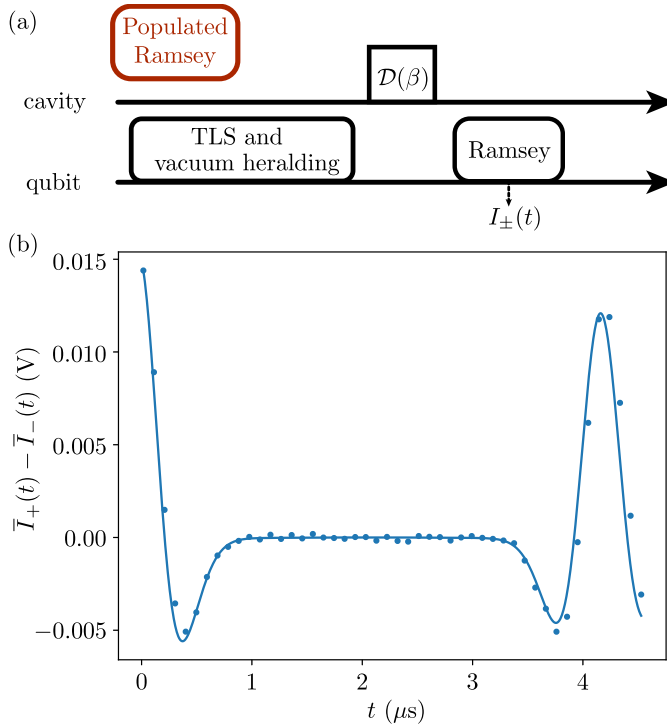 (a)
Populated
Ramsey
𝒟(β)
cavity
TLS and
vacuum heralding
Ramsey
qubit
I±(t)
(b)
0.015
0.010
0.005
0.000
−0.005
Ī₊(t) − Ī₋(t) (V)
0 1 2 3 4
t (μs)